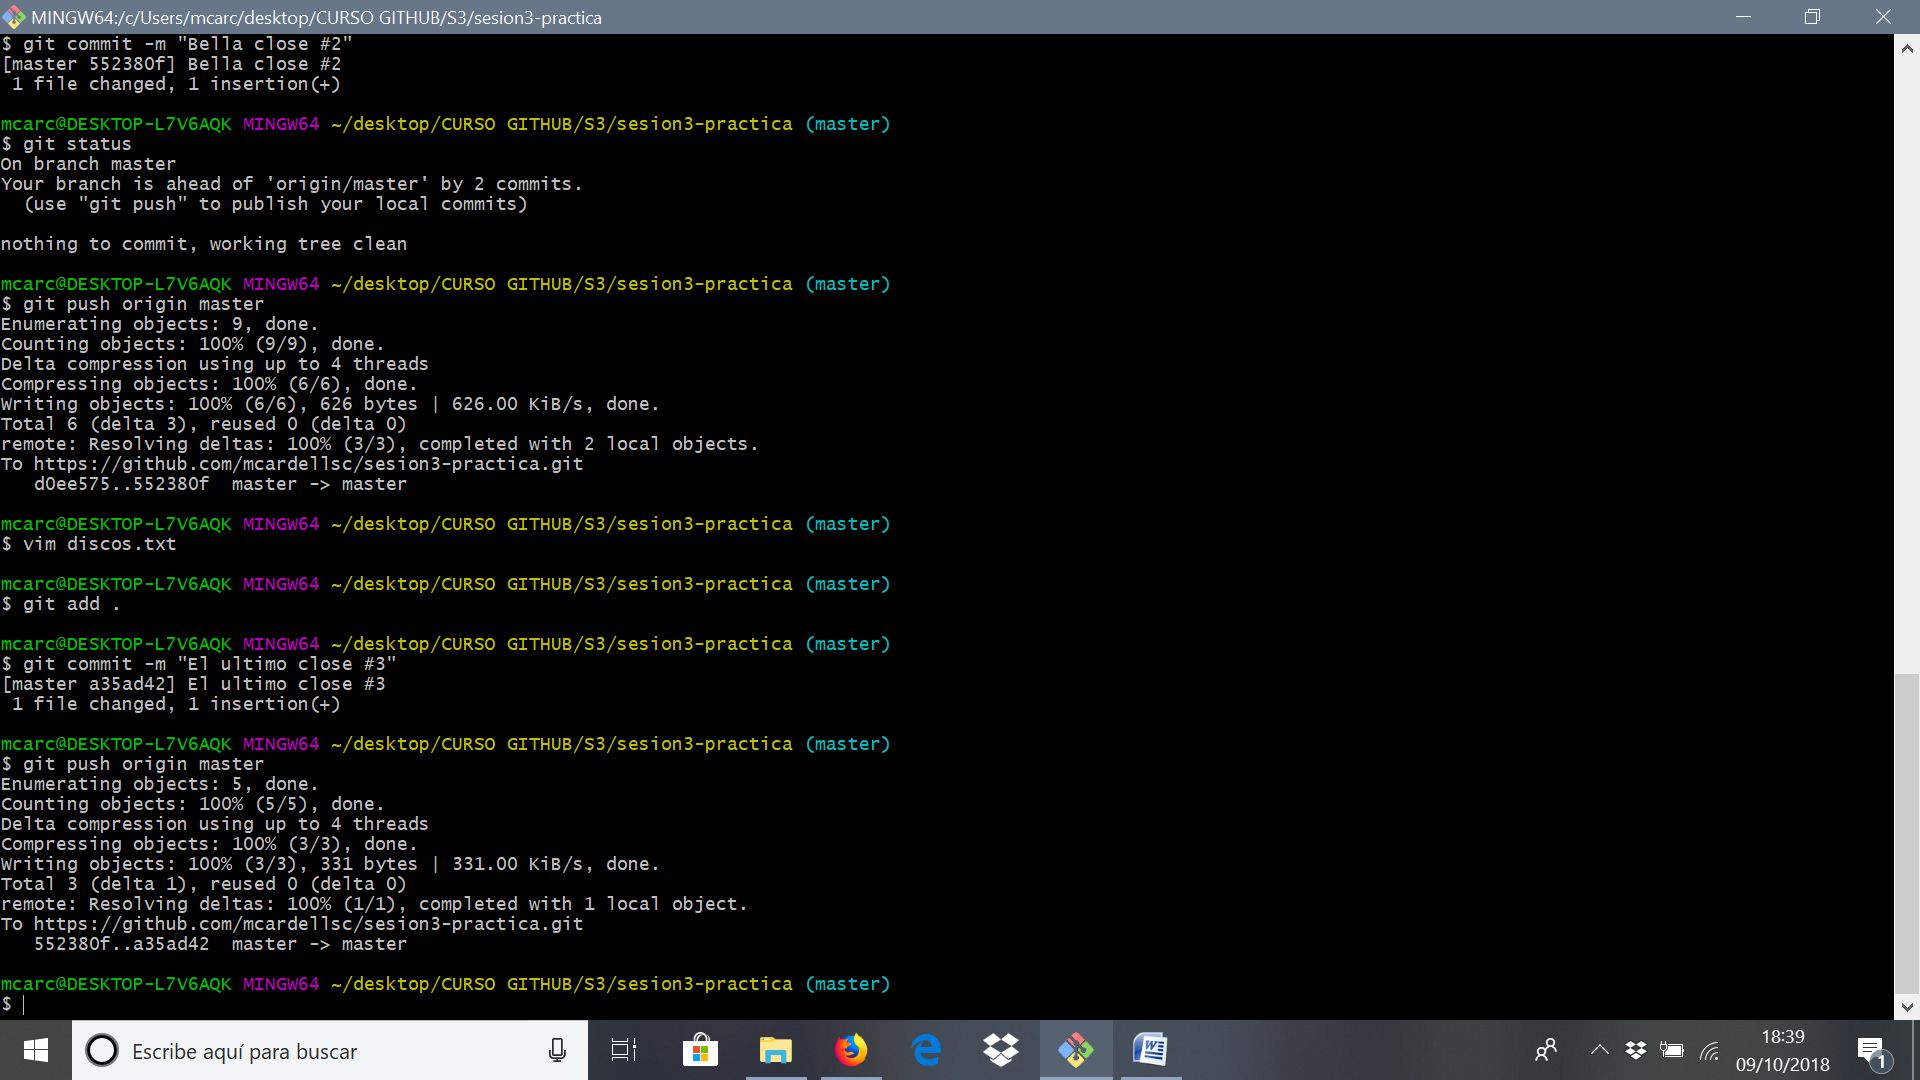 MINGW64:/c/Users/mcarc/desktop/CURSO GITHUB/S3/sesion3-practica
$ git commit -m "Bella close #2"
[master 552380f] Bella close #2
 1 file changed, 1 insertion(+)
mcarc@DESKTOP-L7V6AQK MINGW64 ~/desktop/CURSO GITHUB/S3/sesion3-practica (master)
$ git status
On branch master
Your branch is ahead of 'origin/master' by 2 commits.
  (use "git push" to publish your local commits)
nothing to commit, working tree clean
mcarc@DESKTOP-L7V6AQK MINGW64 ~/desktop/CURSO GITHUB/S3/sesion3-practica (master)
$ git push origin master
Enumerating objects: 9, done.
Counting objects: 100% (9/9), done.
Delta compression using up to 4 threads
Compressing objects: 100% (6/6), done.
Writing objects: 100% (6/6), 626 bytes | 626.00 KiB/s, done.
Total 6 (delta 3), reused 0 (delta 0)
remote: Resolving deltas: 100% (3/3), completed with 2 local objects.
To https://github.com/mcardellsc/sesion3-practica.git
   d0ee575..552380f  master -> master
mcarc@DESKTOP-L7V6AQK MINGW64 ~/desktop/CURSO GITHUB/S3/sesion3-practica (master)
$ vim discos.txt
mcarc@DESKTOP-L7V6AQK MINGW64 ~/desktop/CURSO GITHUB/S3/sesion3-practica (master)
$ git add .
mcarc@DESKTOP-L7V6AQK MINGW64 ~/desktop/CURSO GITHUB/S3/sesion3-practica (master)
$ git commit -m "El ultimo close #3"
[master a35ad42] El ultimo close #3
 1 file changed, 1 insertion(+)
mcarc@DESKTOP-L7V6AQK MINGW64 ~/desktop/CURSO GITHUB/S3/sesion3-practica (master)
$ git push origin master
Enumerating objects: 5, done.
Counting objects: 100% (5/5), done.
Delta compression using up to 4 threads
Compressing objects: 100% (3/3), done.
Writing objects: 100% (3/3), 331 bytes | 331.00 KiB/s, done.
Total 3 (delta 1), reused 0 (delta 0)
remote: Resolving deltas: 100% (1/1), completed with 1 local object.
To https://github.com/mcardellsc/sesion3-practica.git
   552380f..a35ad42  master -> master
mcarc@DESKTOP-L7V6AQK MINGW64 ~/desktop/CURSO GITHUB/S3/sesion3-practica (master)
$
Escribe aquí para buscar
18:39
09/10/2018
1